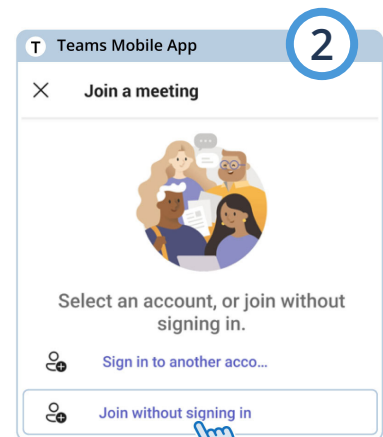 T Teams Mobile App
2
Join a meeting
Select an account, or join without
signing in.
Sign in to another acco...
Join without signing in